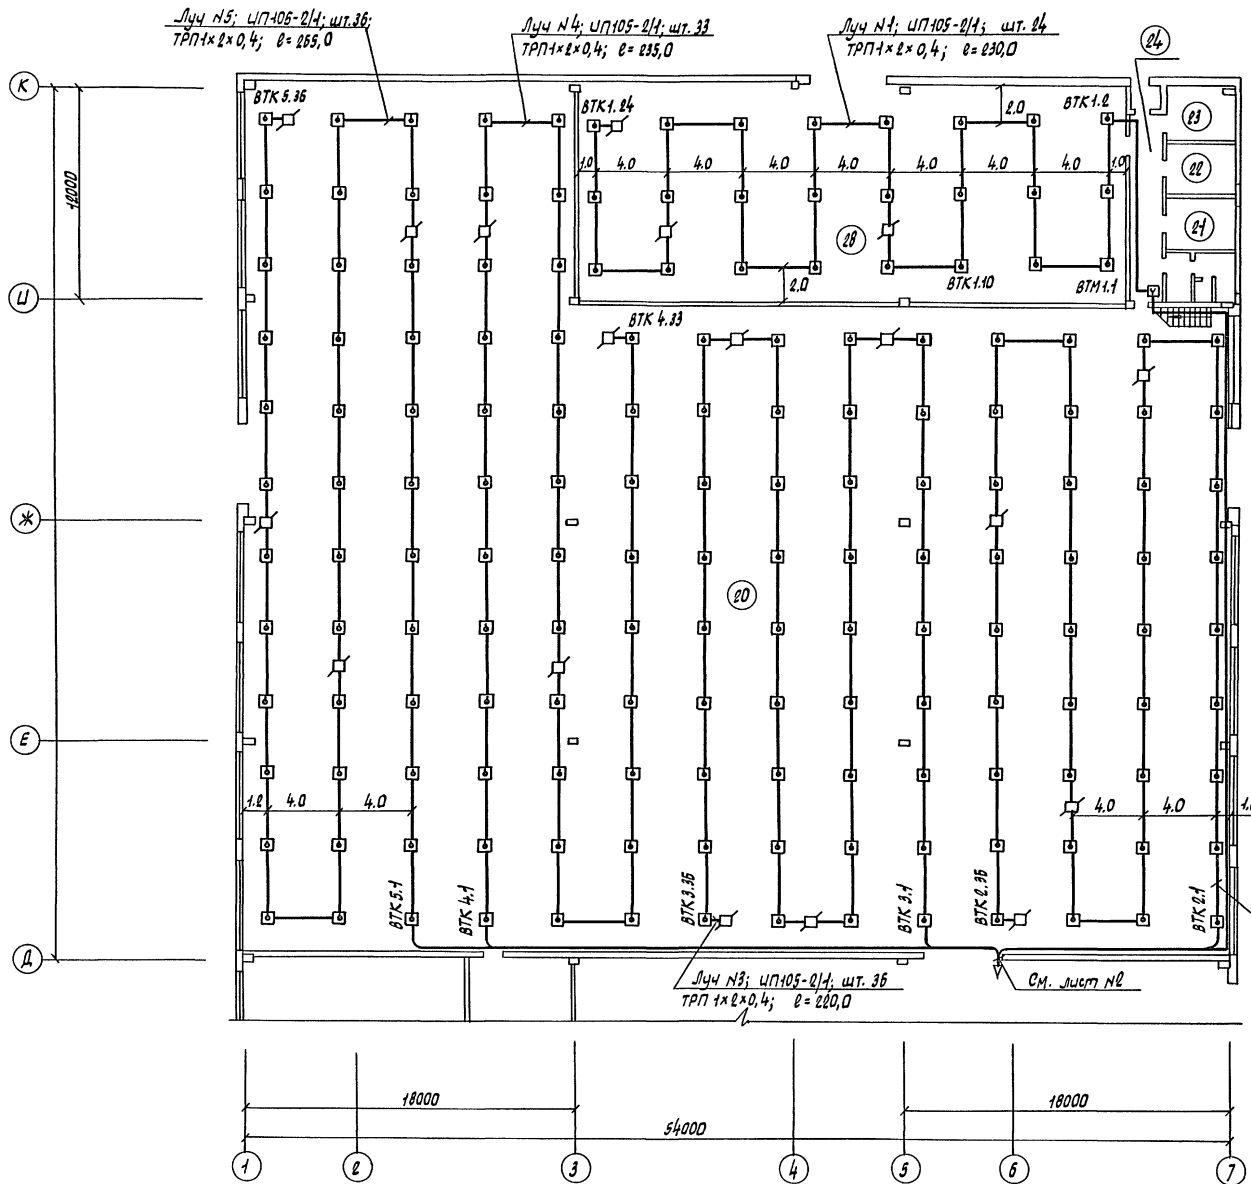 Луч №5; ИП105-2/1; шт. 36;
ТРП 1×2×0,4; ℓ= 265,0
Луч №4; ИП105-2/1; шт. 33
ТРП 1×2×0,4; ℓ= 235,0
Луч №1; ИП105-2/1; шт. 24
ТРП 1×2×0,4; ℓ= 230,0
24
К
ВТК 5.36
ВТК 1.24
ВТК 1.2
2.0
23
1.0 4.0 4.0 4.0 4.0 4.0 4.0 4.0 1.0
22
12000
21
28
2.0
ВТК 1.10
ВТМ 1.1
И
ВТК 4.33
Ж
20
Е
1.2 4.0 4.0
4.0 4.0
ВТК 5.1
ВТК 4.1
ВТК 3.36
ВТК 3.1
ВТК 2.36
ВТК 2.1
Д
Луч №3; ИП105-2/1; шт. 36
ТРП 1×2×0,4; ℓ= 220,0
См. лист №2
18000
18000
54000
1 2 3 4 5 6 7